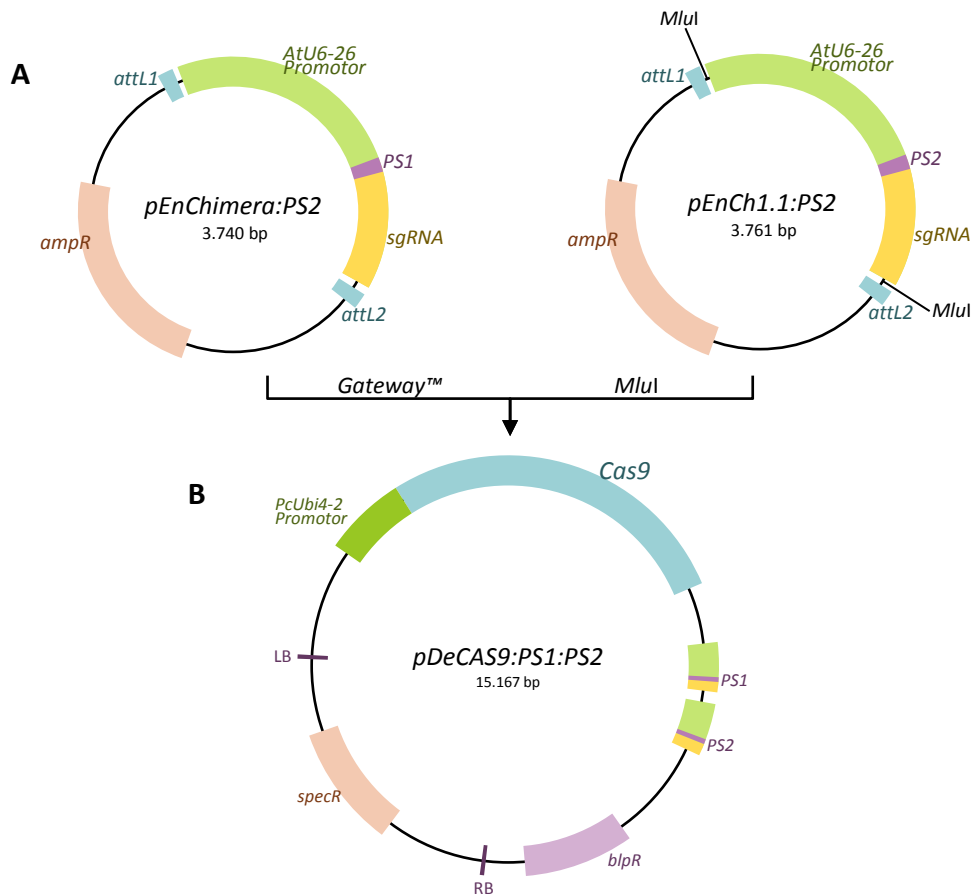 A
attL1
AtU6-26
Promotor
PS1
pEnChimera:PS2
3.740 bp
sgRNA
ampR
attL2
MluI
attL1
AtU6-26
Promotor
PS2
pEnCh1.1:PS2
3.761 bp
sgRNA
ampR
attL2
MluI
Gateway™
MluI
B
Cas9
PcUbi4-2
Promotor
LB
pDeCAS9:PS1:PS2
15.167 bp
PS1
PS2
specR
blpR
RB